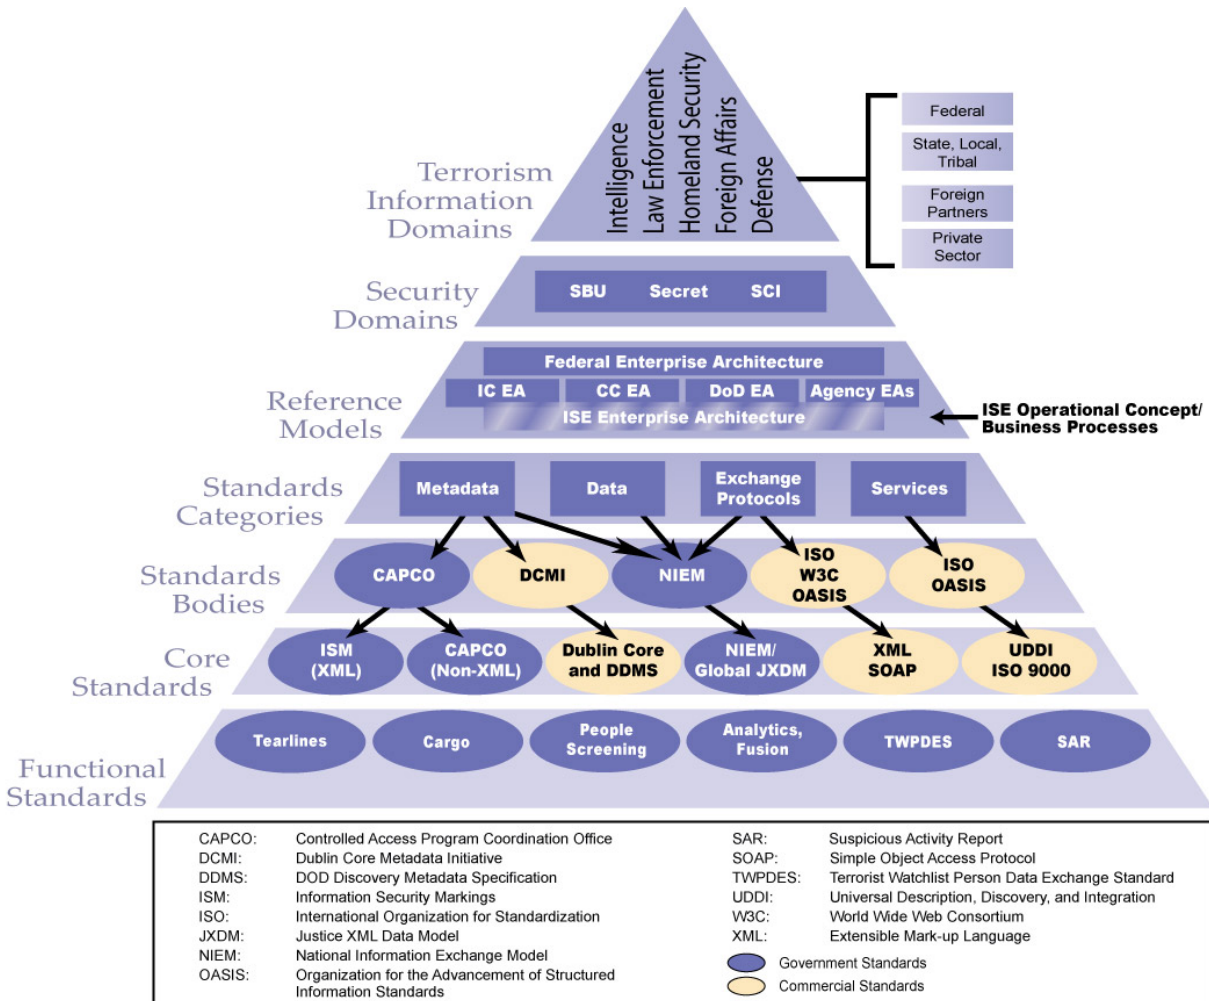 Terrorism
Information
Domains
Intelligence
Law Enforcement
Homeland Security
Foreign Affairs
Defense
Federal
State, Local,
Tribal
Foreign
Partners
Private
Sector
Security
Domains
SBU Secret SCI
Reference
Models
Federal Enterprise Architecture
IC EA CC EA DoD EA Agency EAs
ISE Enterprise Architecture
ISE Operational Concept/
Business Processes
Standards
Categories
Metadata
Data
Exchange
Protocols
Services
Standards
Bodies
CAPCO
DCMI
NIEM
ISO
W3C
OASIS
ISO
OASIS
Core
Standards
ISM
(XML)
CAPCO
(Non-XML)
Dublin Core
and DDMS
NIEM/
Global JXDM
XML
SOAP
UDDI
ISO 9000
Functional
Standards
Tearlines
Cargo
People
Screening
Analytics,
Fusion
TWPDES
SAR
CAPCO: Controlled Access Program Coordination Office
DCMI: Dublin Core Metadata Initiative
DDMS: DOD Discovery Metadata Specification
ISM: Information Security Markings
ISO: International Organization for Standardization
JXDM: Justice XML Data Model
NIEM: National Information Exchange Model
OASIS: Organization for the Advancement of Structured
Information Standards
SAR: Suspicious Activity Report
SOAP: Simple Object Access Protocol
TWPDES: Terrorist Watchlist Person Data Exchange Standard
UDDI: Universal Description, Discovery, and Integration
W3C: World Wide Web Consortium
XML: Extensible Mark-up Language
Government Standards
Commercial Standards